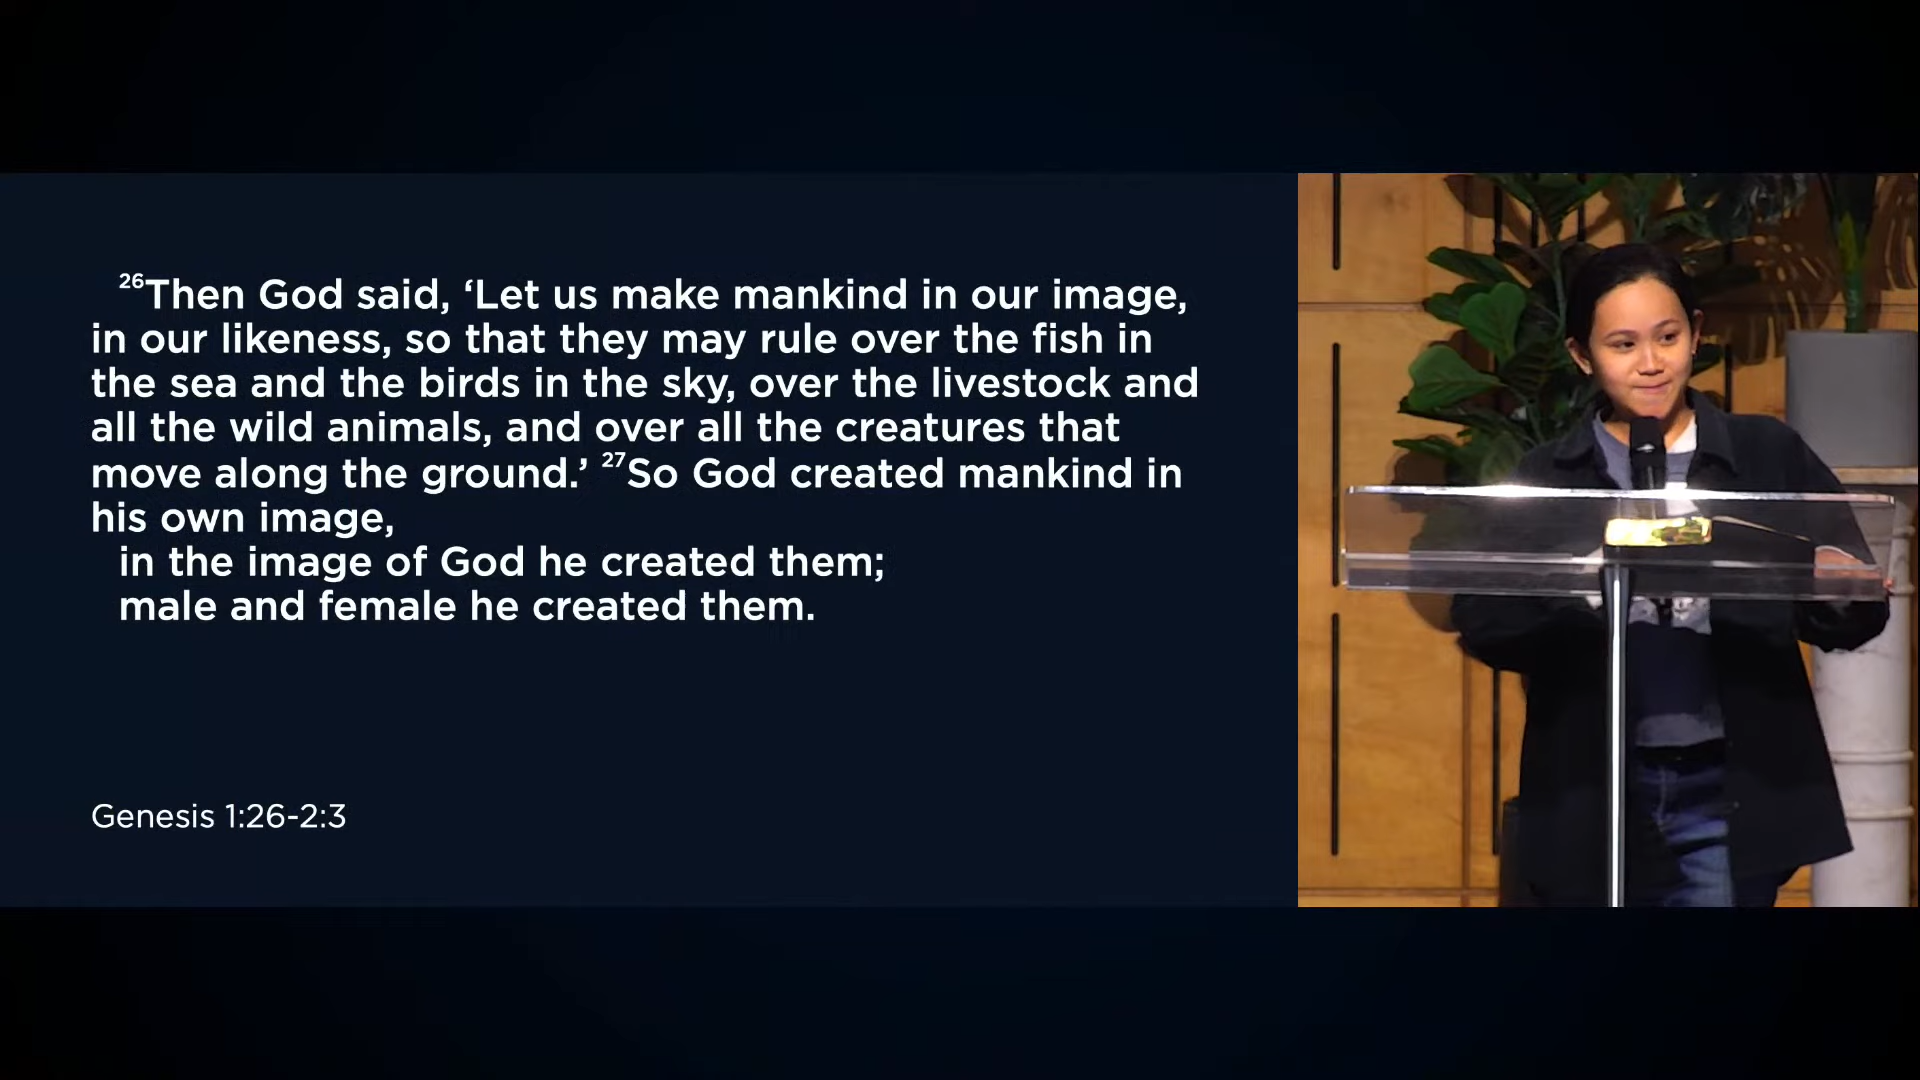 ²⁶Then God said, ‘Let us make mankind in our image,
in our likeness, so that they may rule over the fish in
the sea and the birds in the sky, over the livestock and
all the wild animals, and over all the creatures that
move along the ground.’ ²⁷So God created mankind in
his own image,
in the image of God he created them;
male and female he created them.
Genesis 1:26-2:3